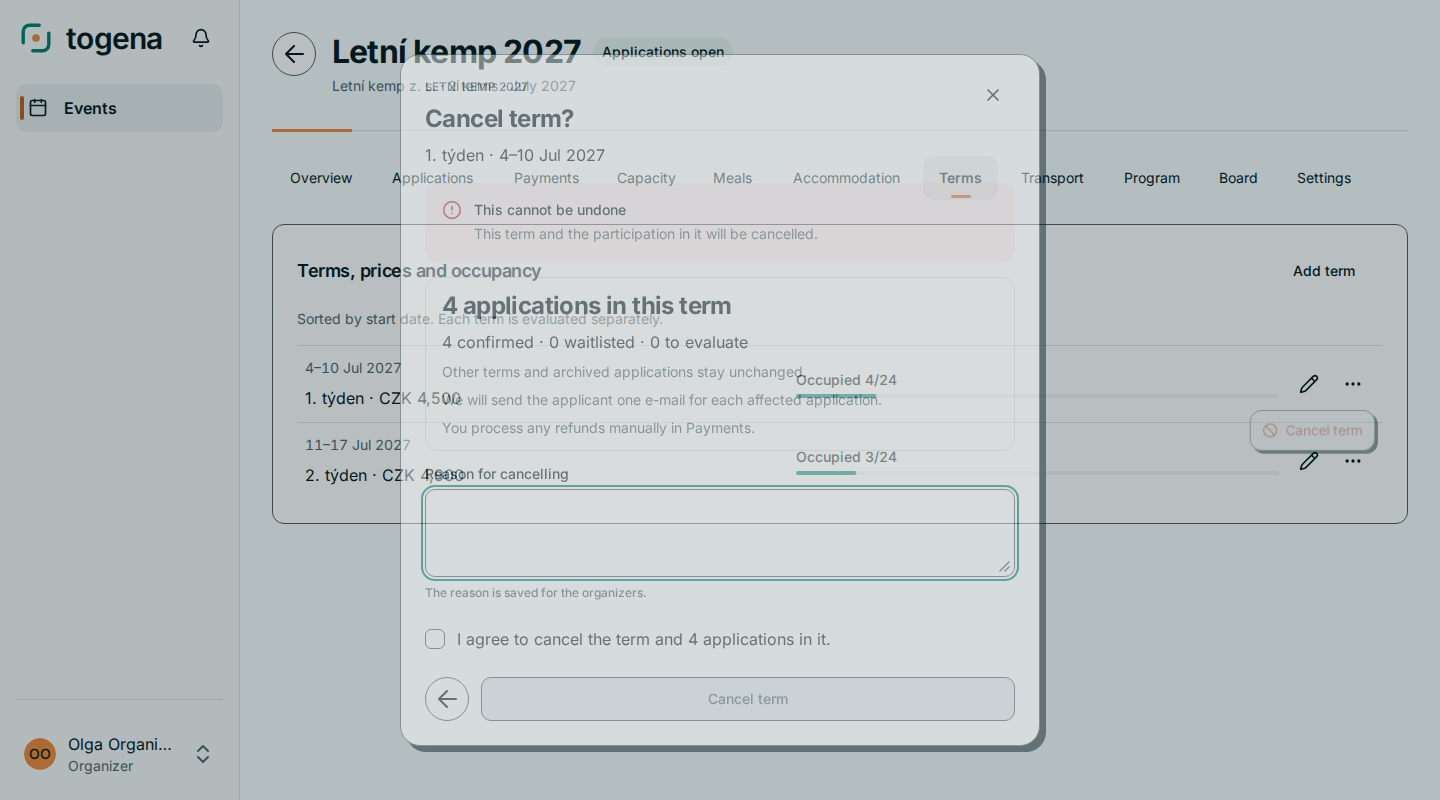 togena
Events
Letní kemp 2027
Applications open
Letní kemp z. s. · 2 terms · July 2027
Overview
Applications
Payments
Capacity
Meals
Accommodation
Terms
Transport
Program
Board
Settings
Terms, prices and occupancy
Add term
Sorted by start date. Each term is evaluated separately.
4–10 Jul 2027
1. týden · CZK 4,500
Occupied 4/24
Cancel term
11–17 Jul 2027
2. týden · CZK
Occupied 3/24
LETNÍ KEMP 2027
Cancel term?
1. týden · 4–10 Jul 2027
This cannot be undone
This term and the participation in it will be cancelled.
4 applications in this term
4 confirmed · 0 waitlisted · 0 to evaluate
Other terms and archived applications stay unchanged.
We will send the applicant one e-mail for each affected application.
You process any refunds manually in Payments.
Reason for cancelling
The reason is saved for the organizers.
I agree to cancel the term and 4 applications in it.
Cancel term
OO
Olga Organi...
Organizer